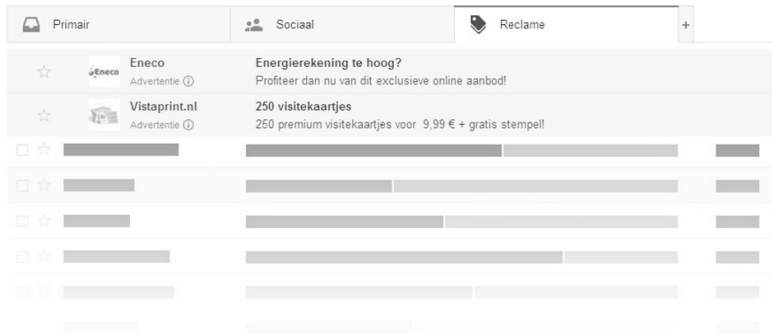 Primair
Sociaal
Reclame
+
Eneco
Eneco
Energierekening te hoog?
Advertentie
Profiteer dan nu van dit exclusieve online aanbod!
Vistaprint.nl
250 visitekaartjes
Advertentie
250 premium visitekaartjes voor 9,99 € + gratis stempel!